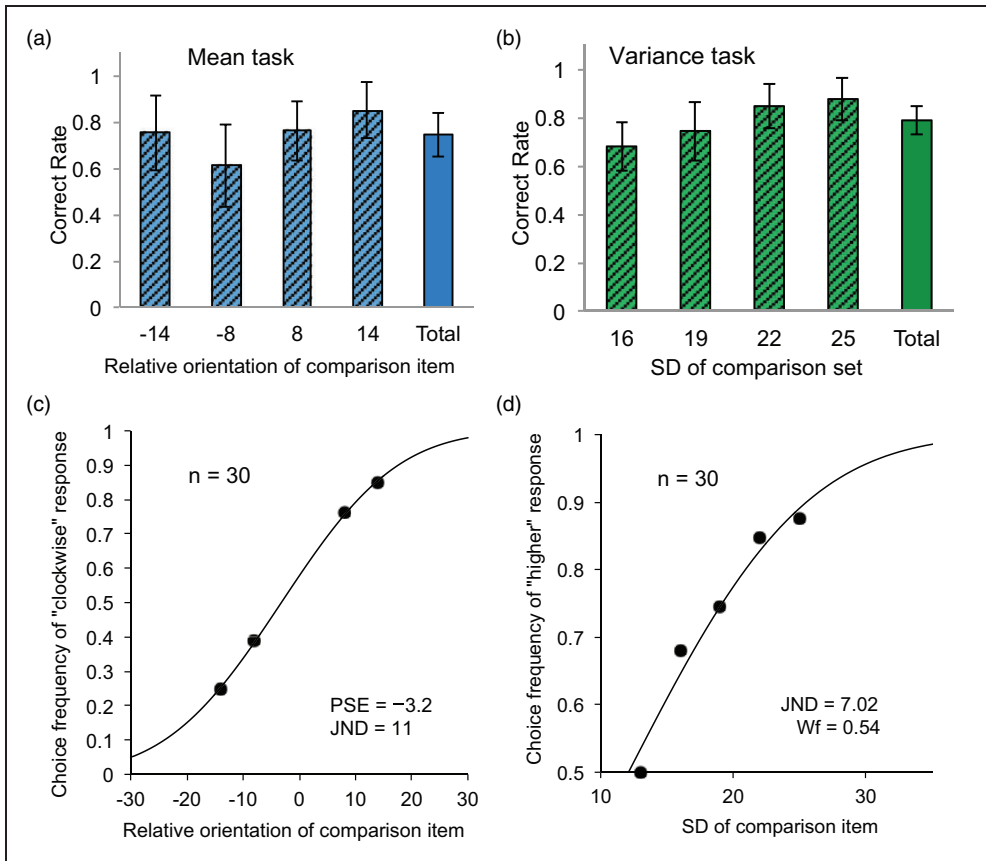 (a)
Mean task
Correct Rate
1
0.8
0.6
0.4
0.2
0
-14 -8 8 14 Total
Relative orientation of comparison item
(b)
Variance task
Correct Rate
1
0.8
0.6
0.4
0.2
0
16 19 22 25 Total
SD of comparison set
(c)
Choice frequency of "clockwise" response
1
0.9
0.8
0.7
0.6
0.5
0.4
0.3
0.2
0.1
0
n = 30
PSE = −3.2
JND = 11
-30 -20 -10 0 10 20 30
Relative orientation of comparison item
(d)
Choice frequency of "higher" response
1
0.9
0.8
0.7
0.6
0.5
n = 30
JND = 7.02
Wf = 0.54
10 20 30
SD of comparison item